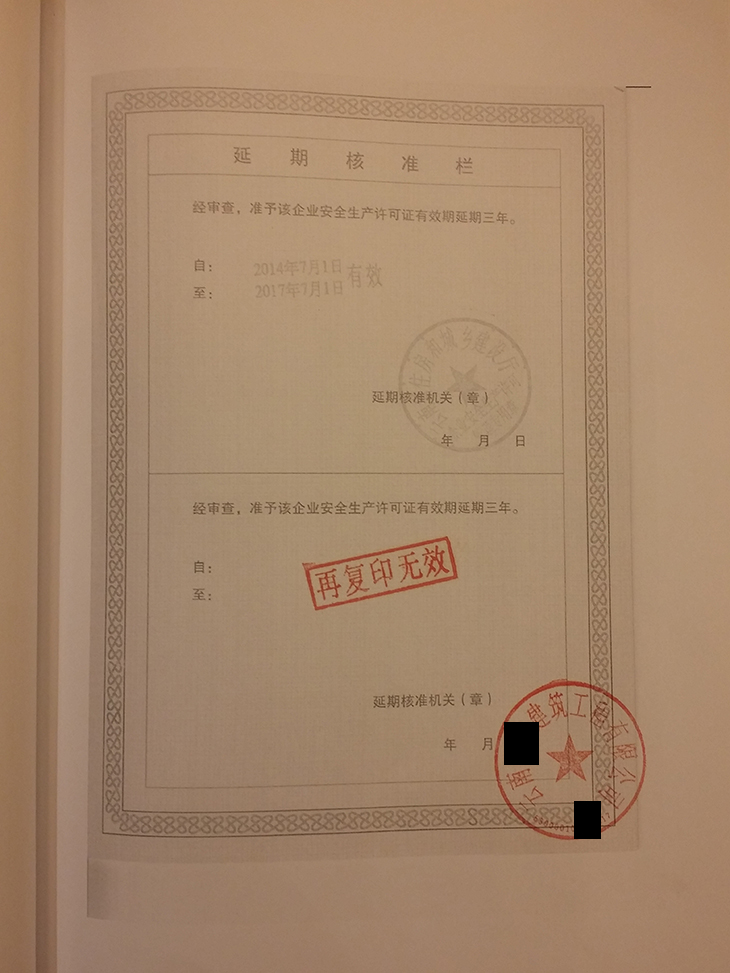 延期核准栏
经审查，准予该企业安全生产许可证有效期延期三年。
自： 2014年7月1日
至： 2017年7月1日
有效
住房和城乡建设厅
延期核准机关（章）
年 月 日
经审查，准予该企业安全生产许可证有效期延期三年。
自：
至：
再复印无效
延期核准机关（章）
年 月
云南 建筑工程有限公司